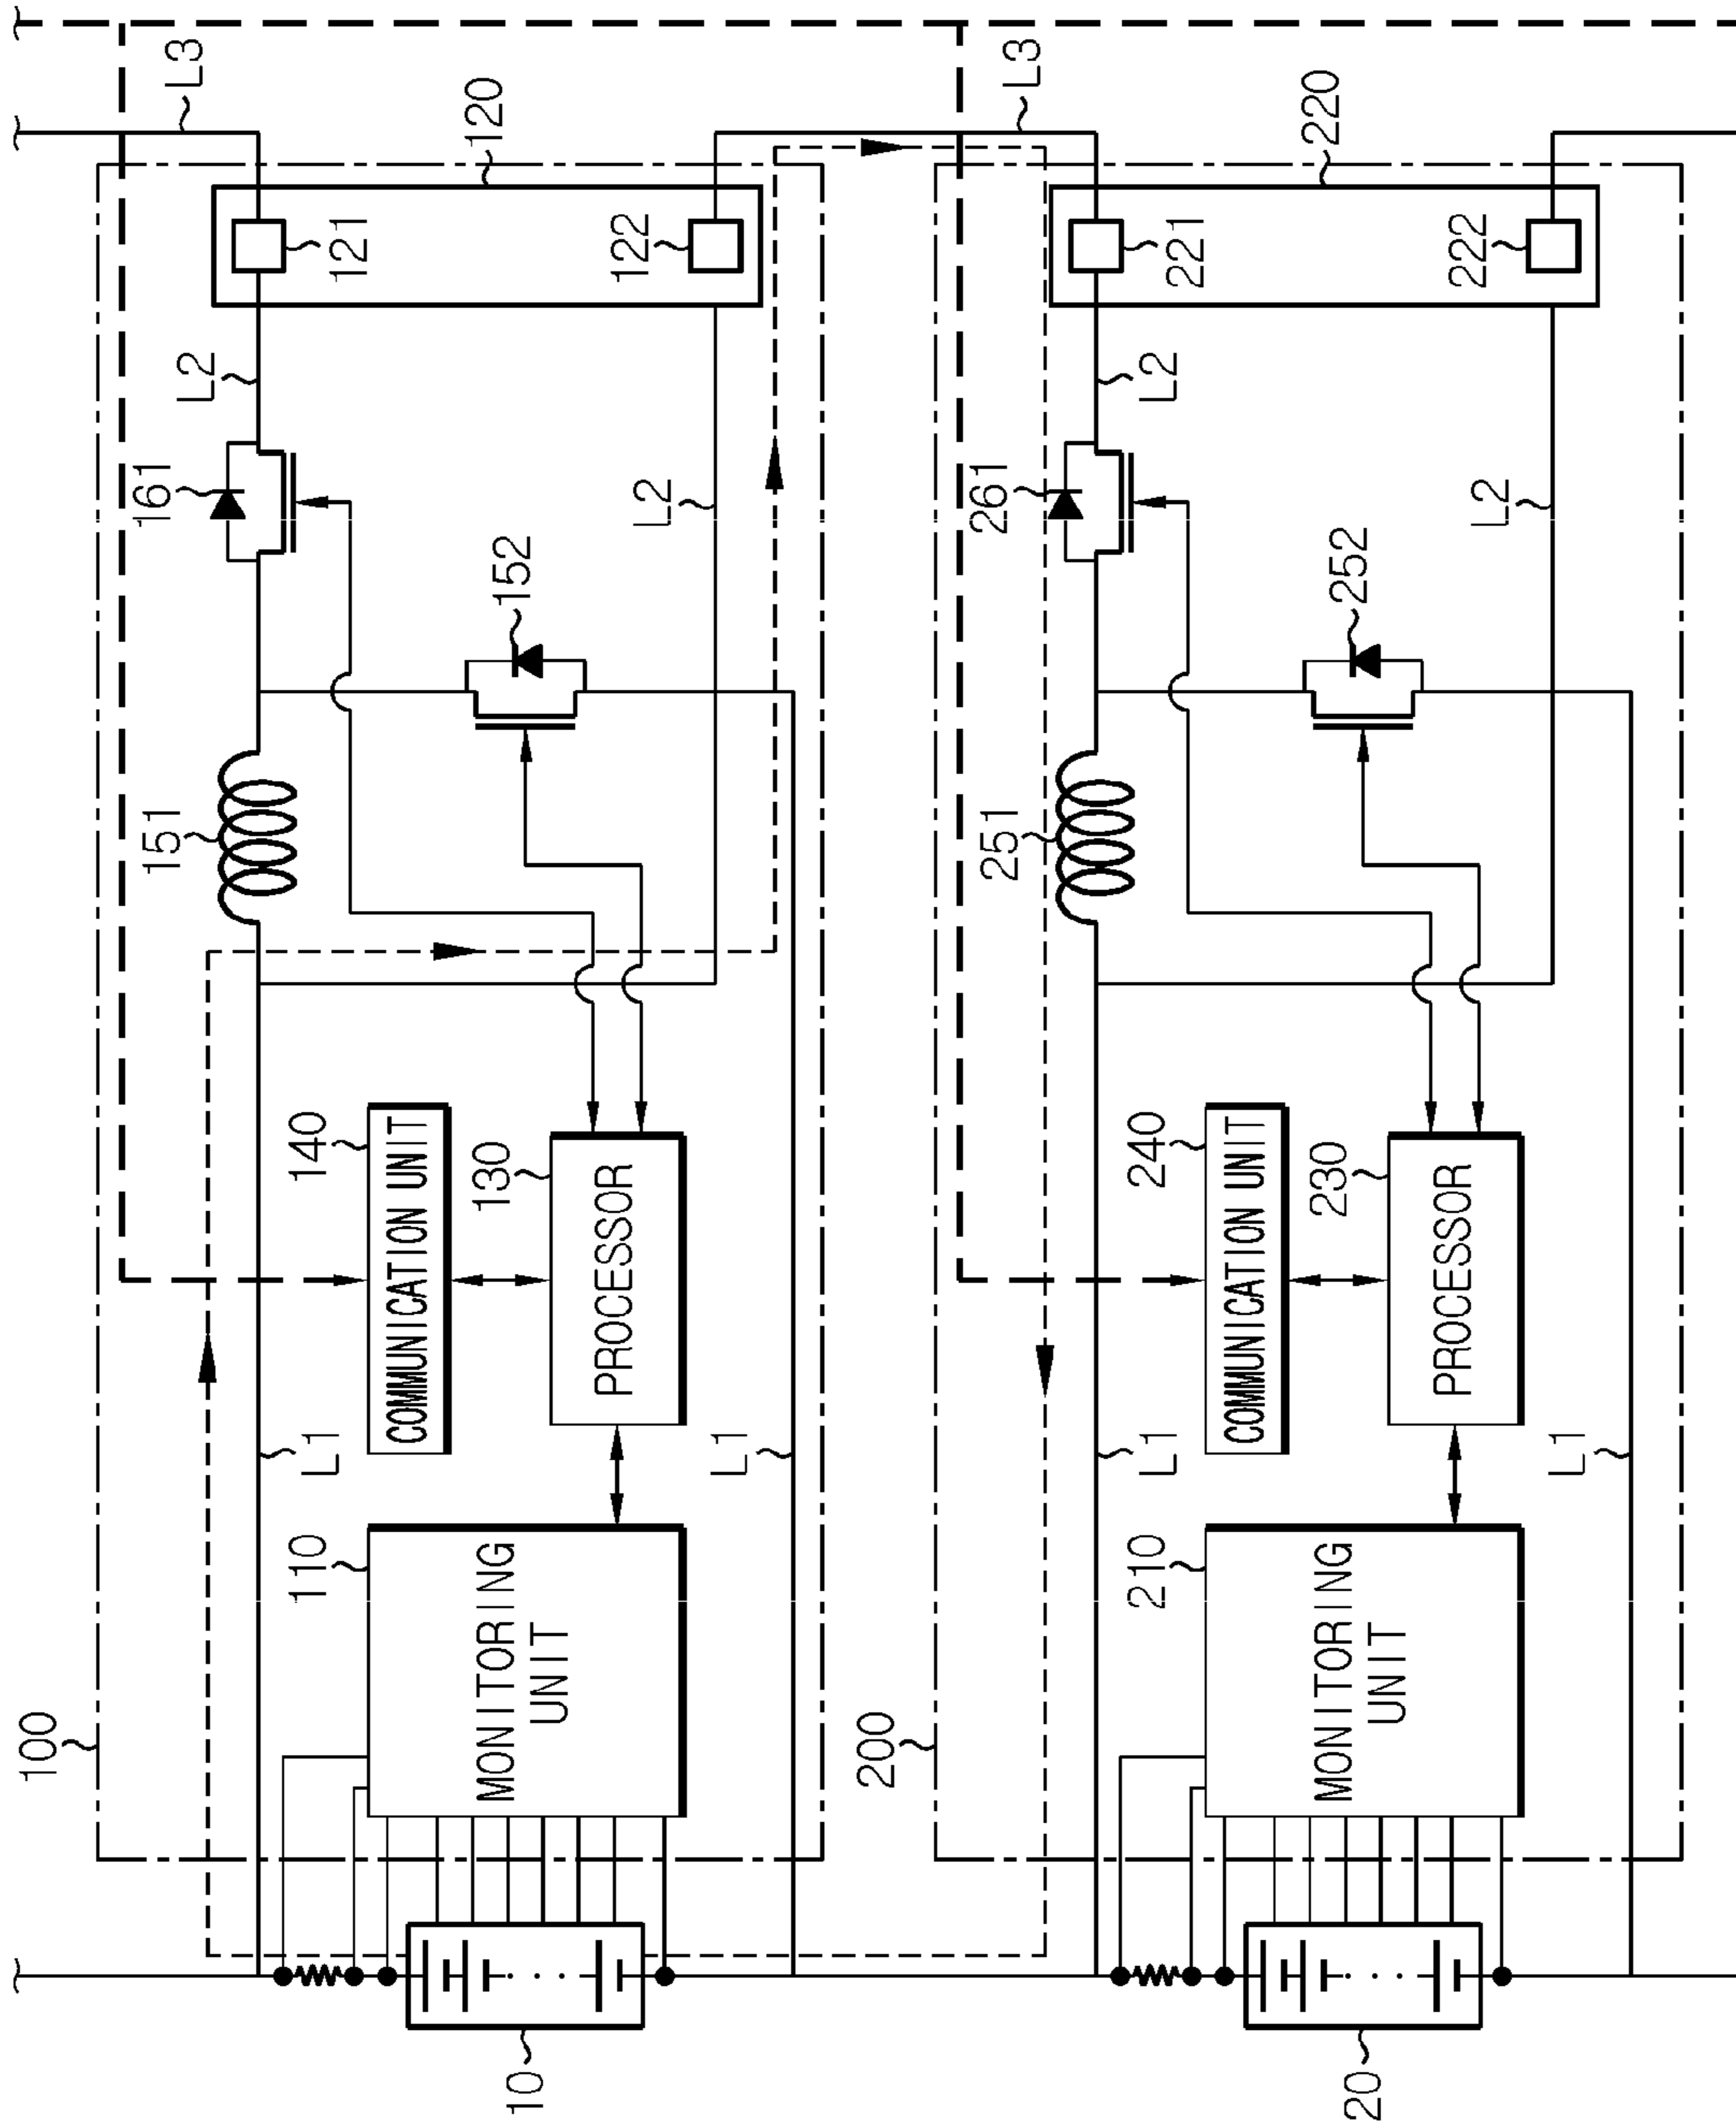 100
L3
161
L2
120
151
121
140
COMMUNICATION UNIT
152
122
110
130
L2
L1
PROCESSOR
MONITORING
UNIT
L1
10
200
L3
261
L2
220
251
221
240
COMMUNICATION UNIT
252
222
210
230
L2
L1
PROCESSOR
MONITORING
UNIT
L1
20